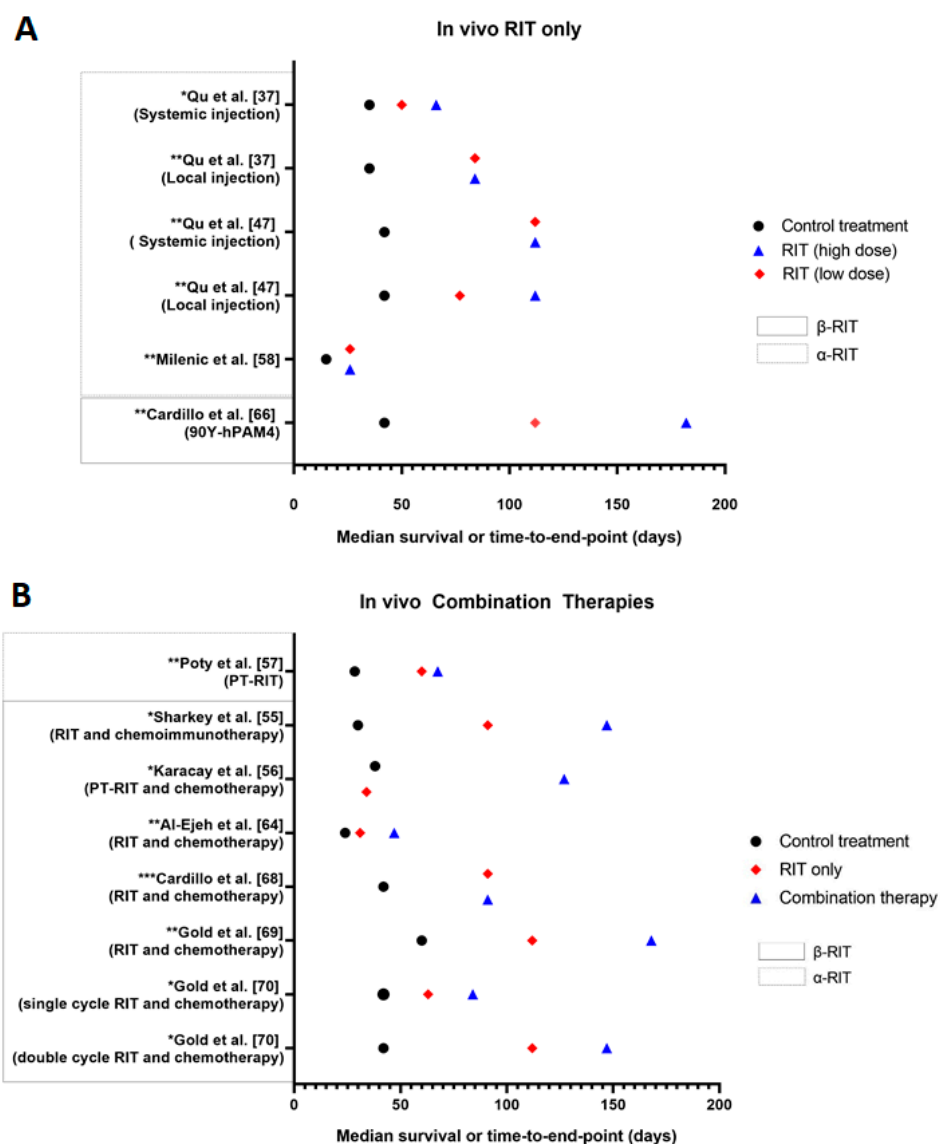 A
In vivo RIT only
*Qu et al. [37]
(Systemic injection)
**Qu et al. [37]
(Local injection)
**Qu et al. [47]
( Systemic injection)
**Qu et al. [47]
(Local injection)
**Milenic et al. [58]
**Cardillo et al. [66]
(90Y-hPAM4)
Control treatment
RIT (high dose)
RIT (low dose)
β-RIT
α-RIT
0 50 100 150 200
Median survival or time-to-end-point (days)
B
In vivo Combination Therapies
**Poty et al. [57]
(PT-RIT)
*Sharkey et al. [55]
(RIT and chemoimmunotherapy)
*Karacay et al. [56]
(PT-RIT and chemotherapy)
**Al-Ejeh et al. [64]
(RIT and chemotherapy)
***Cardillo et al. [68]
(RIT and chemotherapy)
**Gold et al. [69]
(RIT and chemotherapy)
*Gold et al. [70]
(single cycle RIT and chemotherapy)
*Gold et al. [70]
(double cycle RIT and chemotherapy)
Control treatment
RIT only
Combination therapy
β-RIT
α-RIT
0 50 100 150 200
Median survival or time-to-end-point (days)